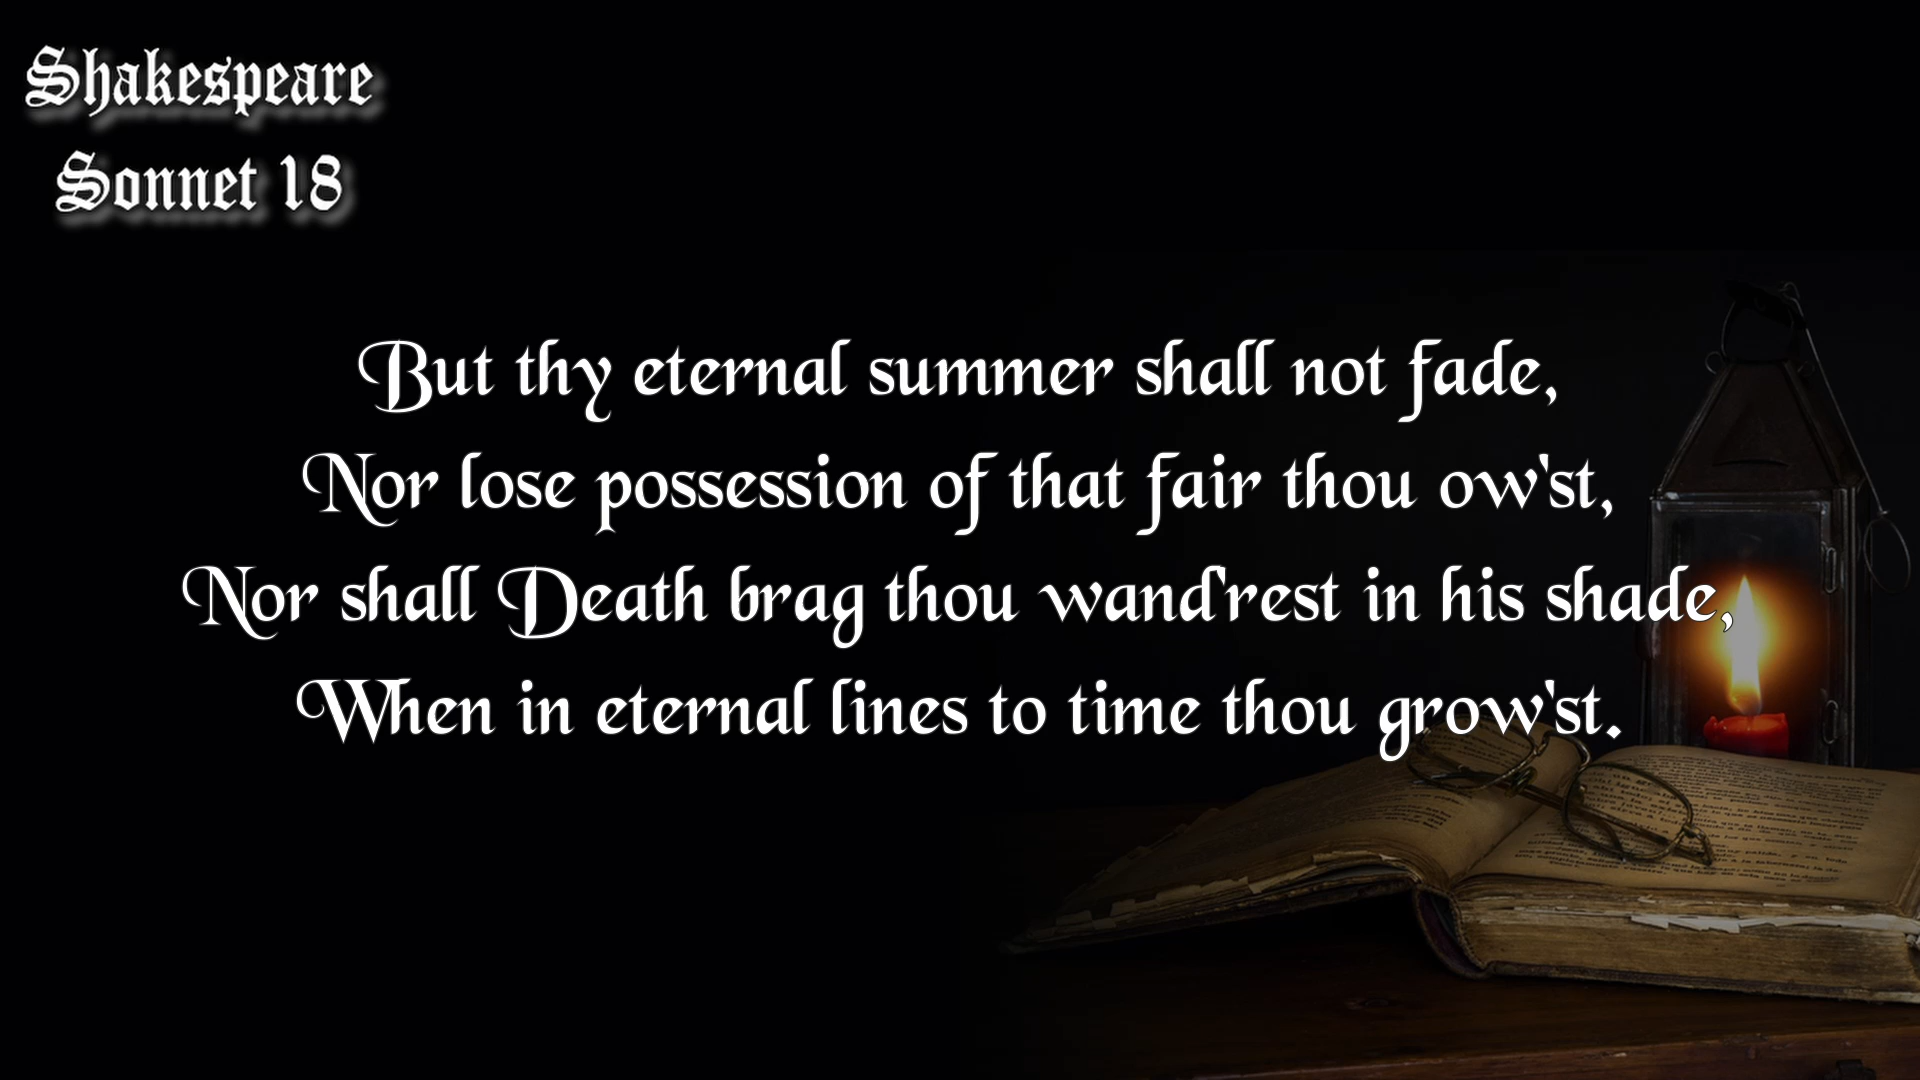 Shakespeare
Sonnet 18
But thy eternal summer shall not fade,
Nor lose possession of that fair thou ow'st,
Nor shall Death brag thou wand'rest in his shade,
When in eternal lines to time thou grow'st.